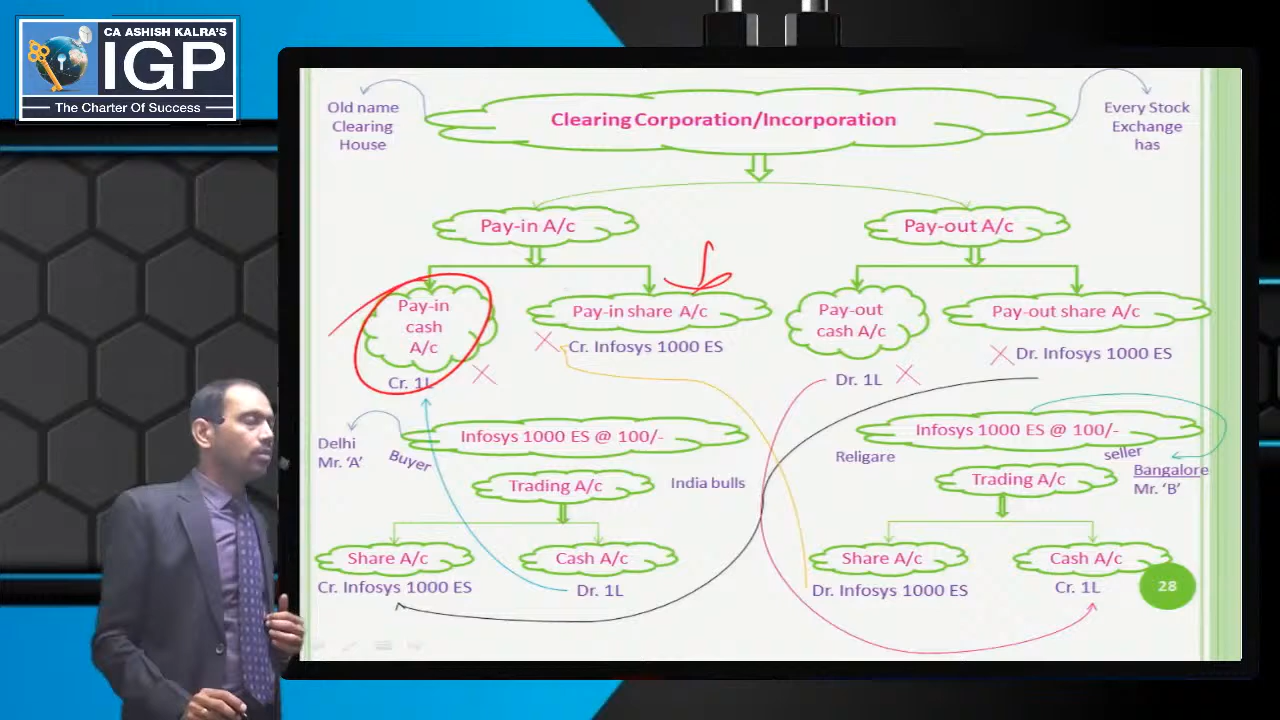 CA ASHISH KALRA'S
IGP
The Charter Of Success
Old name
Clearing
House
Clearing Corporation/Incorporation
Every Stock
Exchange
has
Pay-in A/c
Pay-out A/c
Pay-in
cash
A/c
Cr. 1L
Pay-in share A/c
Cr. Infosys 1000 ES
Pay-out
cash A/c
Dr. 1L
Pay-out share A/c
Dr. Infosys 1000 ES
Delhi
Mr. 'A'
Buyer
Infosys 1000 ES @ 100/-
Trading A/c
India bulls
Share A/c
Cr. Infosys 1000 ES
Cash A/c
Dr. 1L
Infosys 1000 ES @ 100/-
Religare
seller
Bangalore
Mr. 'B'
Trading A/c
Share A/c
Dr. Infosys 1000 ES
Cash A/c
Cr. 1L
28